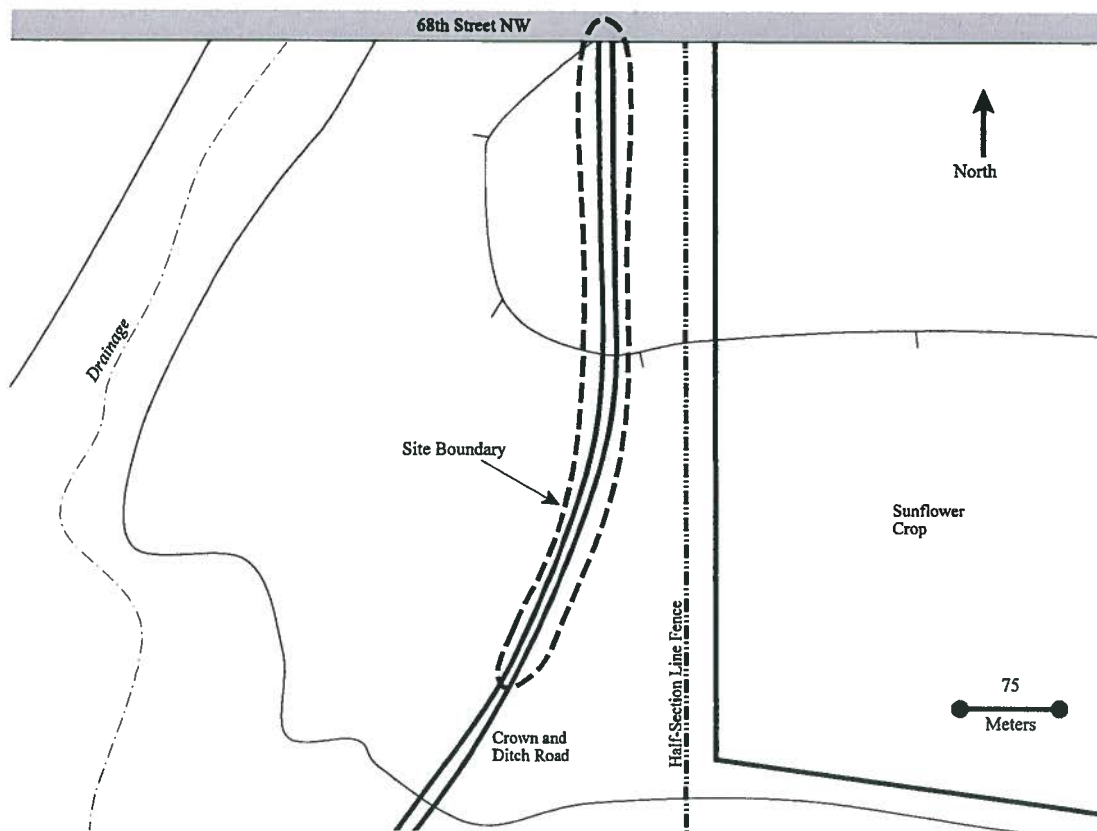 68th Street NW
North
Drainage
Site Boundary
Sunflower
Crop
Half-Section Line Fence
75
Meters
Crown and
Ditch Road